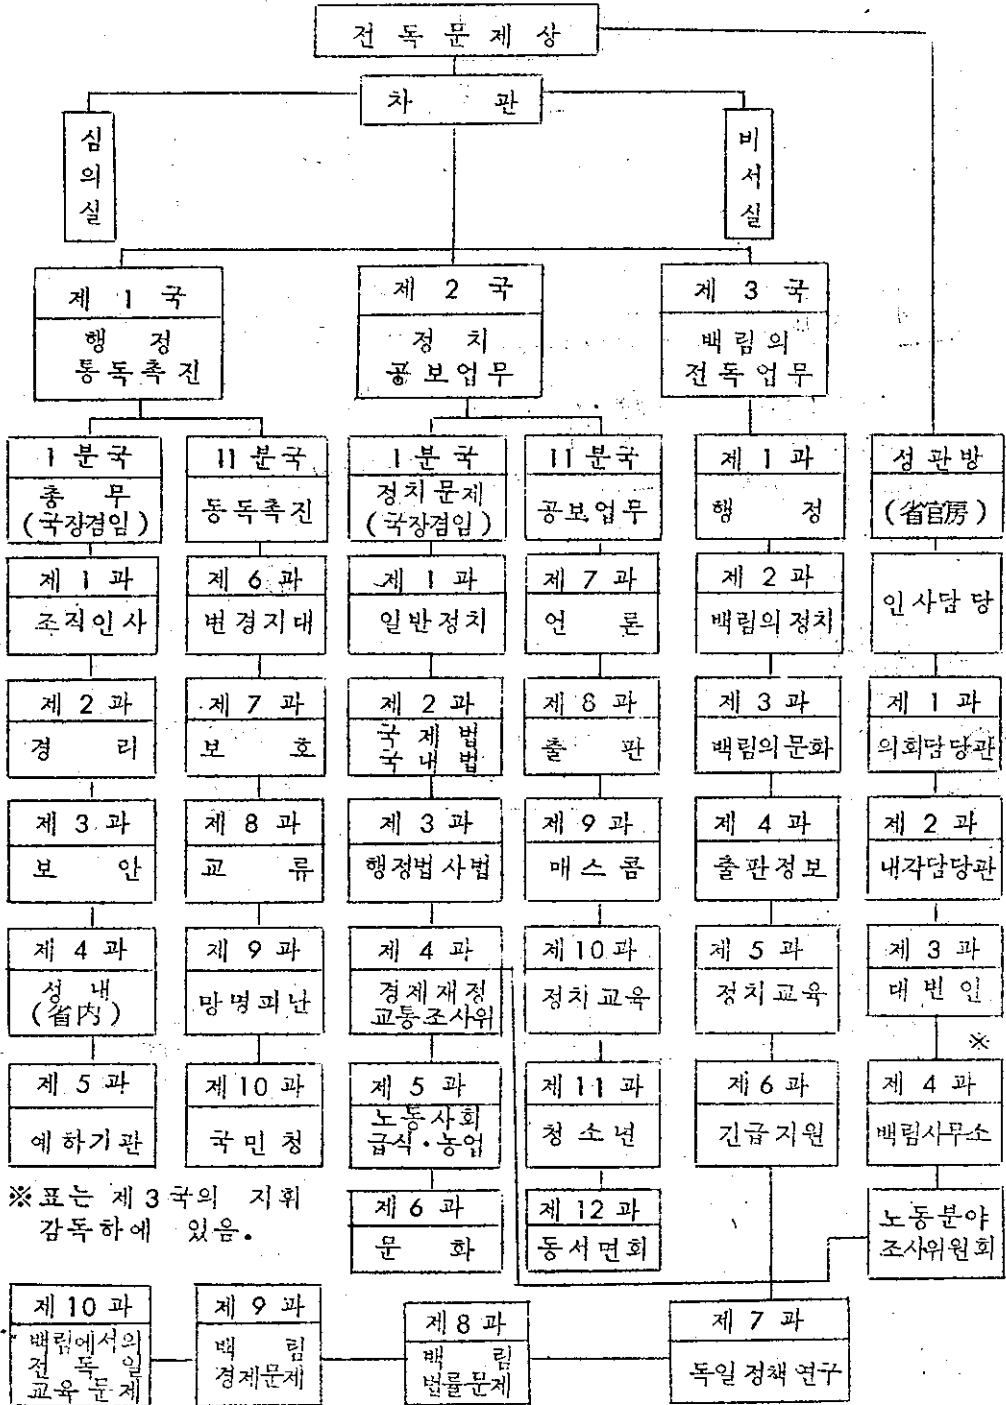 전독문제상
차 관
심의실
비서실
제 1 국
행 정
통독촉진
제 2 국
정 치
공보업무
제 3 국
백림의
전독업무
1 분국
총 무
(국장겸임)
11 분국
동독촉진
1 분국
정치문제
(국장겸임)
11 분국
공보업무
제 1 과
행 정
성관방
(省官房)
제 1 과
조직인사
제 6 과
변경지대
제 1 과
일반정치
제 7 과
언 론
제 2 과
백림의정치
인사담당
제 2 과
경 리
제 7 과
보 호
제 2 과
국제법
국내법
제 8 과
출 판
제 3 과
백림의문화
제 1 과
의회담당관
제 3 과
보 안
제 8 과
교 류
제 3 과
행정법사법
제 9 과
매스콤
제 4 과
출판정보
제 2 과
내각담당관
제 4 과
성내
(省内)
제 9 과
망명피난
제 4 과
경제재정
교통조사위
제 10 과
정치교육
제 5 과
정치교육
제 3 과
대변인
※
제 5 과
예하기관
제 10 과
국민청
제 5 과
노동사회
급식·농업
제 11 과
청소년
제 6 과
긴급지원
제 4 과
백림사무소
※표는 제 3 국의 지휘
감독하에 있음.
제 6 과
문 화
제 12 과
동서면회
노동분야
조사위원회
제 10 과
백림에서의
전 독 일
교육문제
제 9 과
백 림
경제문제
제 8 과
백 림
법률문제
제 7 과
독일정책연구